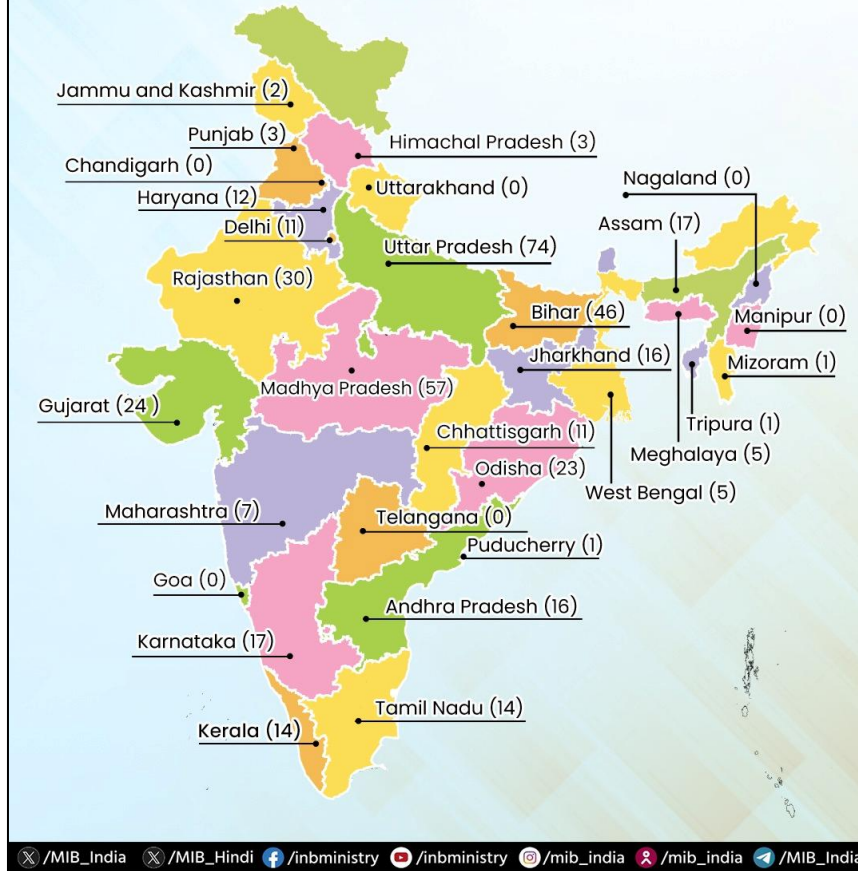 Jammu and Kashmir (2)
Punjab (3)
Himachal Pradesh (3)
Chandigarh (0)
Uttarakhand (0)
Nagaland (0)
Haryana (12)
Assam (17)
Delhi (11)
Uttar Pradesh (74)
Rajasthan (30)
Bihar (46)
Manipur (0)
Jharkhand (16)
Mizoram (1)
Madhya Pradesh (57)
Gujarat (24)
Tripura (1)
Chhattisgarh (11)
Meghalaya (5)
Odisha (23)
West Bengal (5)
Maharashtra (7)
Telangana (0)
Puducherry (1)
Goa (0)
Andhra Pradesh (16)
Karnataka (17)
Tamil Nadu (14)
Kerala (14)
/MIB_India /MIB_Hindi /inbministry /inbministry /mib_india /mib_india /MIB_India